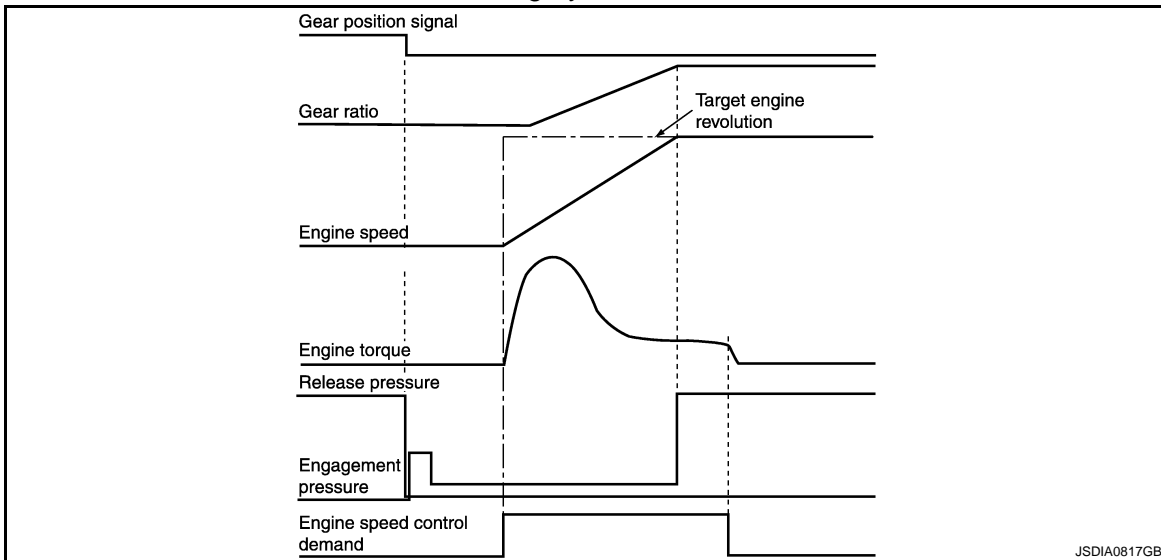 Gear position signal
Gear ratio
Target engine
revolution
Engine speed
Engine torque
Release pressure
Engagement
pressure
Engine speed control
demand
JSDIA0817GB